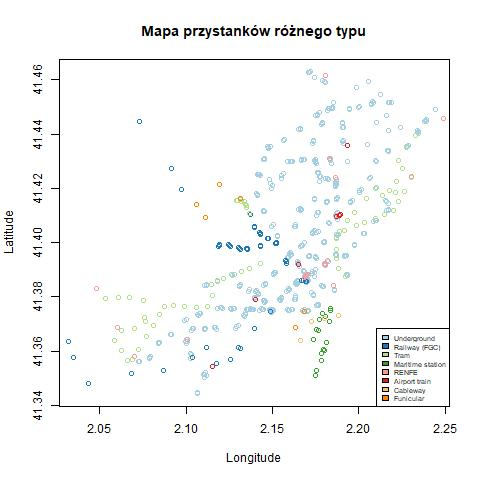 Mapa przystanków różnego typu
Latitude
41.46
41.44
41.42
41.40
41.38
41.36
41.34
Underground
Railway (FGC)
Tram
Maritime station
RENFE
Airport train
Cableway
Funicular
2.05 2.10 2.15 2.20 2.25
Longitude